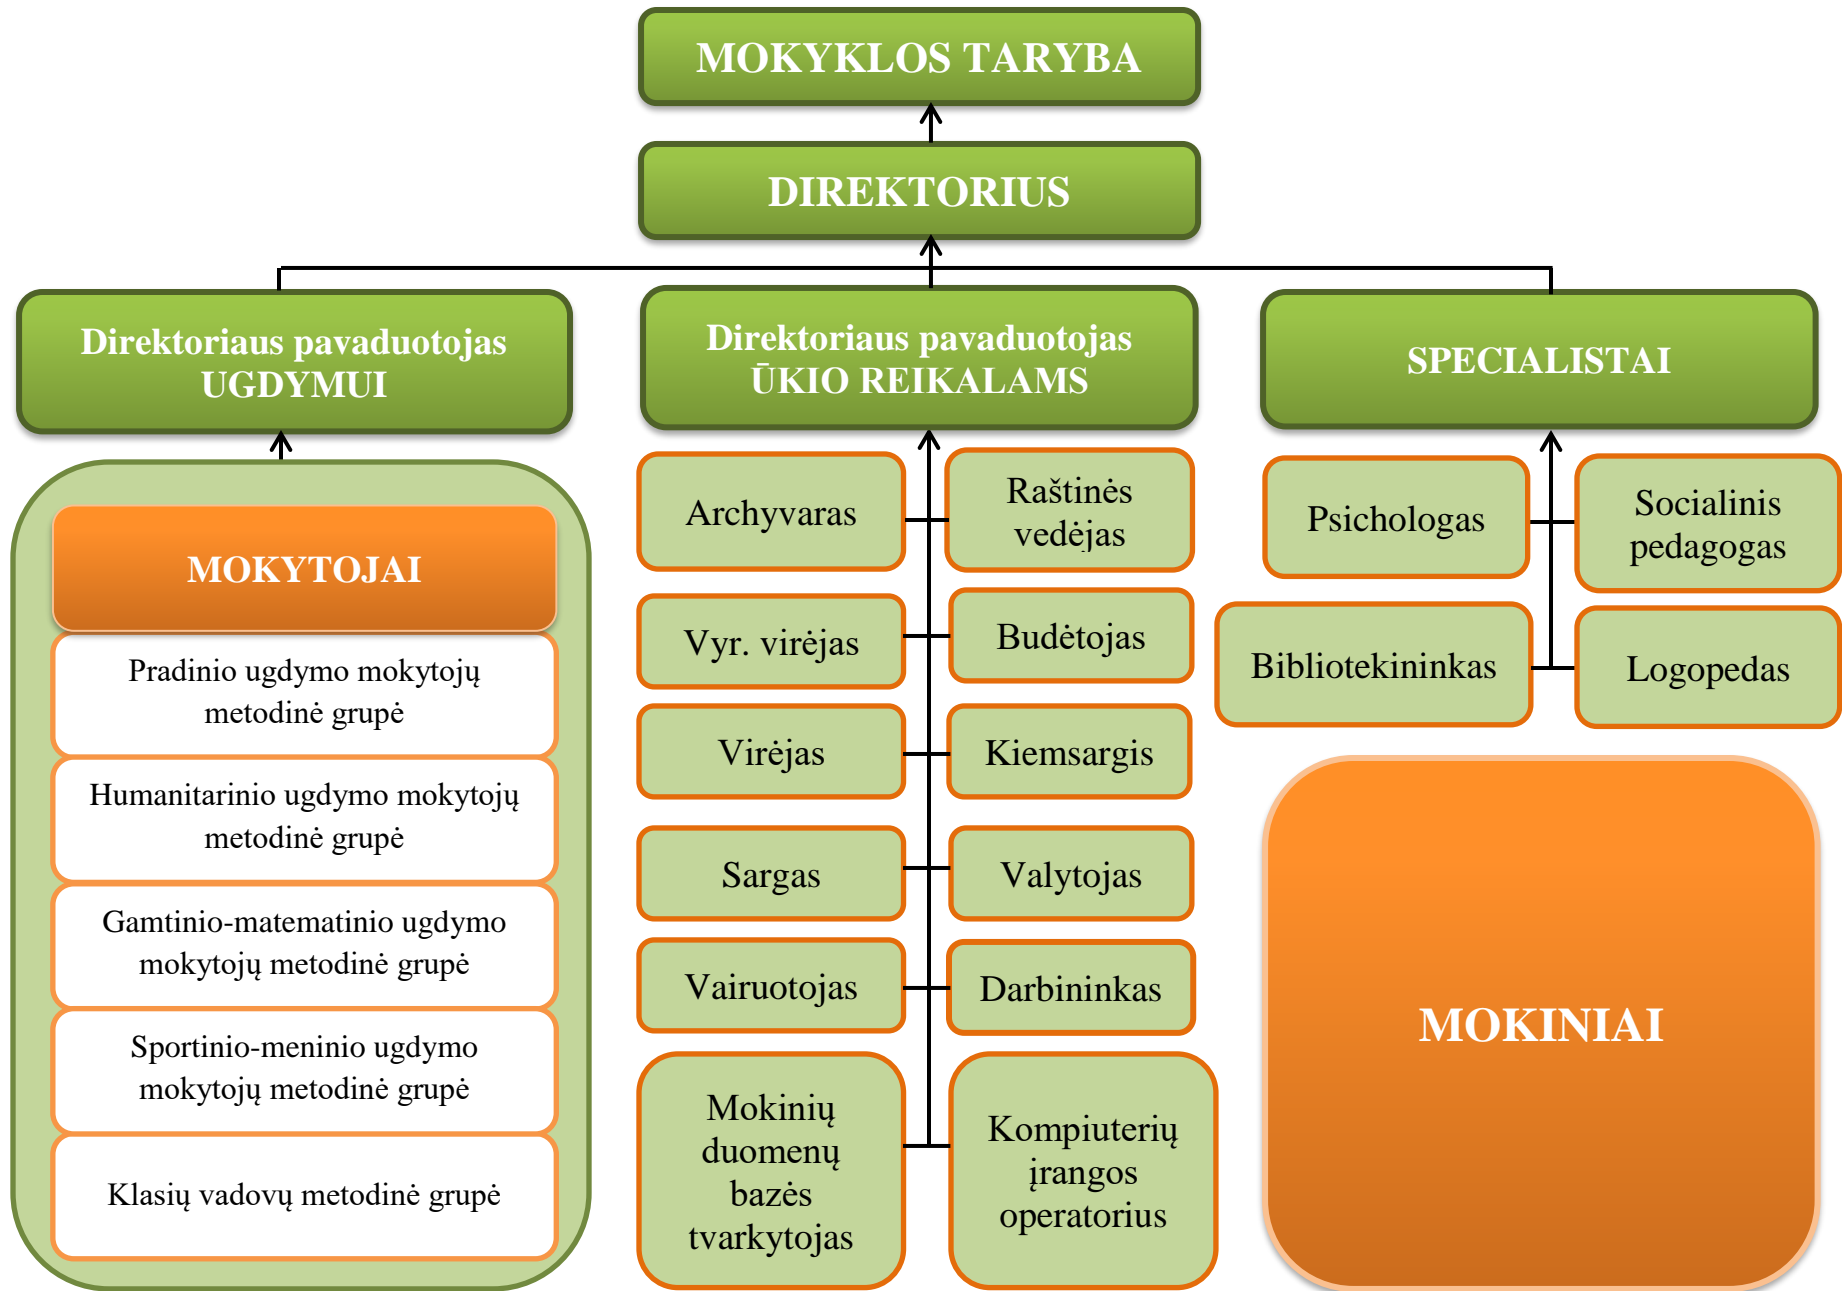 MOKYKLOS TARYBA
DIREKTORIUS
Direktoriaus pavaduotojas
UGDYMUI
MOKYTOJAI
Pradinio ugdymo mokytojų
metodinė grupė
Humanitarinio ugdymo mokytojų
metodinė grupė
Gamtinio-matematinio ugdymo
mokytojų metodinė grupė
Sportinio-meninio ugdymo
mokytojų metodinė grupė
Klasių vadovų metodinė grupė
Direktoriaus pavaduotojas
ŪKIO REIKALAMS
Archyvaras
Raštinės
vedėjas
Vyr. virėjas
Budėtojas
Virėjas
Kiemsargis
Sargas
Valytojas
Vairuotojas
Darbininkas
Mokinių
duomenų
bazės
tvarkytojas
Kompiuterių
įrangos
operatorius
SPECIALISTAI
Psichologas
Socialinis
pedagogas
Bibliotekininkas
Logopedas
MOKINIAI